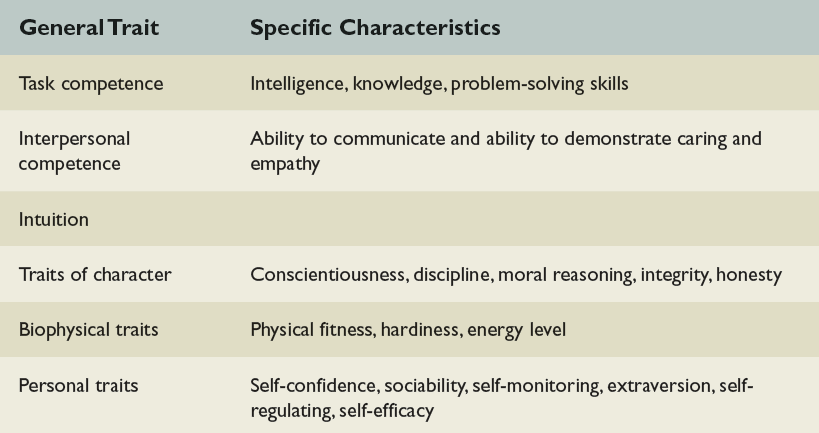 General Trait Specific Characteristics
Task competence Intelligence, knowledge, problem-solving skills
Interpersonal competence Ability to communicate and ability to demonstrate caring and
empathy
Intuition
Traits of character Conscientiousness, discipline, moral reasoning, integrity, honesty
Biophysical traits Physical fitness, hardiness, energy level
Personal traits Self-confidence, sociability, self-monitoring, extraversion, self-
regulating, self-efficacy